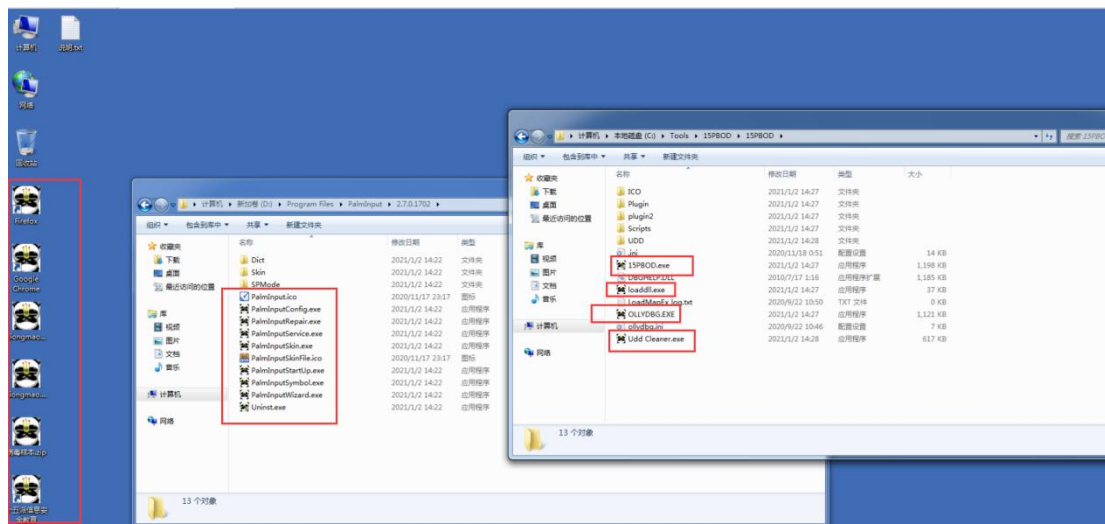 计算机
说明.txt
网络
回收站
Firefox
Google
Chrome
全教育
计算机 ▸ 新加卷 (D:) ▸ Program Files ▸ PalmInput ▸ 2.7.0.1702 ▸
组织 包含到库中 共享 新建文件夹
收藏夹
下载
桌面
最近访问的位置
库
视频
图片
文档
音乐
计算机
网络
名称 修改日期 类型
Dict 2021/1/2 14:22 文件夹
Skin 2021/1/2 14:22 文件夹
SPMode 2021/1/2 14:22 文件夹
PalmInput.ico 2020/11/17 23:17 图标
PalmInputConfig.exe 2021/1/2 14:22 应用程序
PalmInputRepair.exe 2021/1/2 14:22 应用程序
PalmInputService.exe 2021/1/2 14:22 应用程序
PalmInputSkin.exe 2021/1/2 14:22 应用程序
PalmInputSkinFile.ico 2020/11/17 23:17 图标
PalmInputStartUp.exe 2021/1/2 14:22 应用程序
PalmInputSymbol.exe 2021/1/2 14:22 应用程序
PalmInputWizard.exe 2021/1/2 14:22 应用程序
Uninst.exe 2021/1/2 14:22 应用程序
13 个对象
计算机 ▸ 本地磁盘 (C:) ▸ Tools ▸ 15PBOD ▸ 15PBOD ▸
搜索 15PBO
组织 包含到库中 共享 新建文件夹
收藏夹
下载
桌面
最近访问的位置
库
视频
图片
文档
音乐
计算机
网络
名称 修改日期 类型 大小
ICO 2021/1/2 14:27 文件夹
Plugin 2021/1/2 14:27 文件夹
plugin2 2021/1/2 14:27 文件夹
Scripts 2021/1/2 14:27 文件夹
UDD 2021/1/2 14:28 文件夹
.ini 2020/11/18 0:51 配置设置 14 KB
15PBOD.exe 2021/1/2 14:27 应用程序 1,198 KB
DBGHELP.DLL 2010/7/17 1:16 应用程序扩展 1,185 KB
loaddll.exe 2021/1/2 14:27 应用程序 37 KB
LoadMapEx_log.txt 2020/9/22 10:50 TXT 文件 0 KB
OLLYDBG.EXE 2021/1/2 14:27 应用程序 1,121 KB
ollydbg.ini 2020/9/22 10:46 配置设置 7 KB
Udd Cleaner.exe 2021/1/2 14:28 应用程序 617 KB
13 个对象